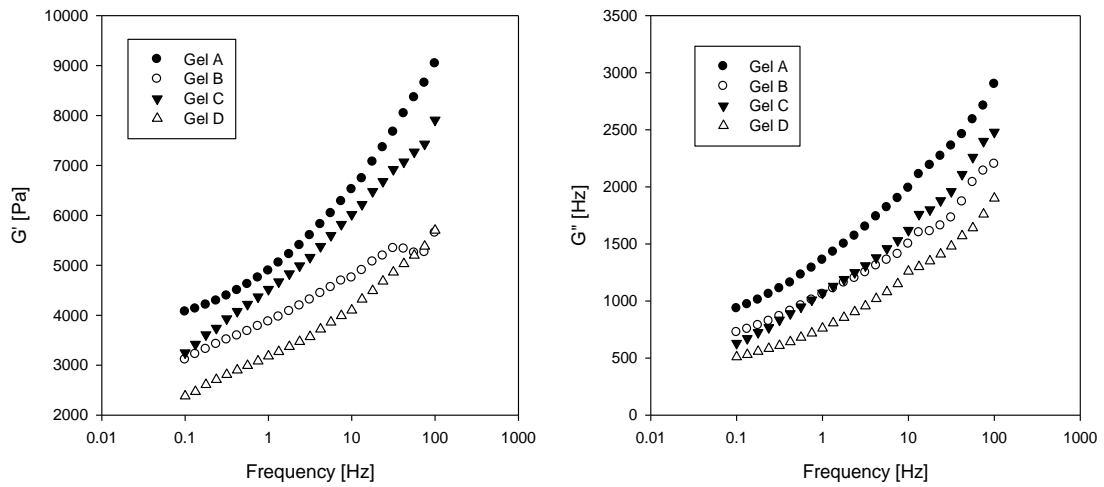 10000
9000
8000
7000
6000
5000
4000
3000
2000
G' [Pa]
Gel A
Gel B
Gel C
Gel D
0.01 0.1 1 10 100 1000
Frequency [Hz]
3500
3000
2500
2000
1500
1000
500
0
G" [Hz]
Gel A
Gel B
Gel C
Gel D
0.01 0.1 1 10 100 1000
Frequency [Hz]